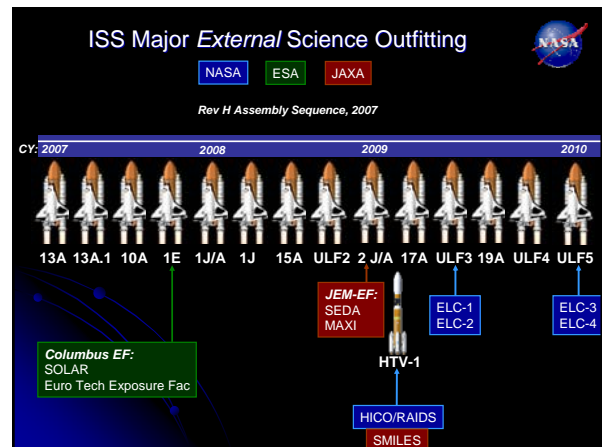 ISS Major External Science Outfitting
NASA
NASA ESA JAXA
Rev H Assembly Sequence, 2007
CY: 2007 2008 2009 2010
13A 13A.1 10A 1E 1J/A 1J 15A ULF2 2 J/A 17A ULF3 19A ULF4 ULF5
JEM-EF:
SEDA
MAXI
ELC-1
ELC-2
ELC-3
ELC-4
Columbus EF:
SOLAR
Euro Tech Exposure Fac
HTV-1
HICO/RAIDS
SMILES